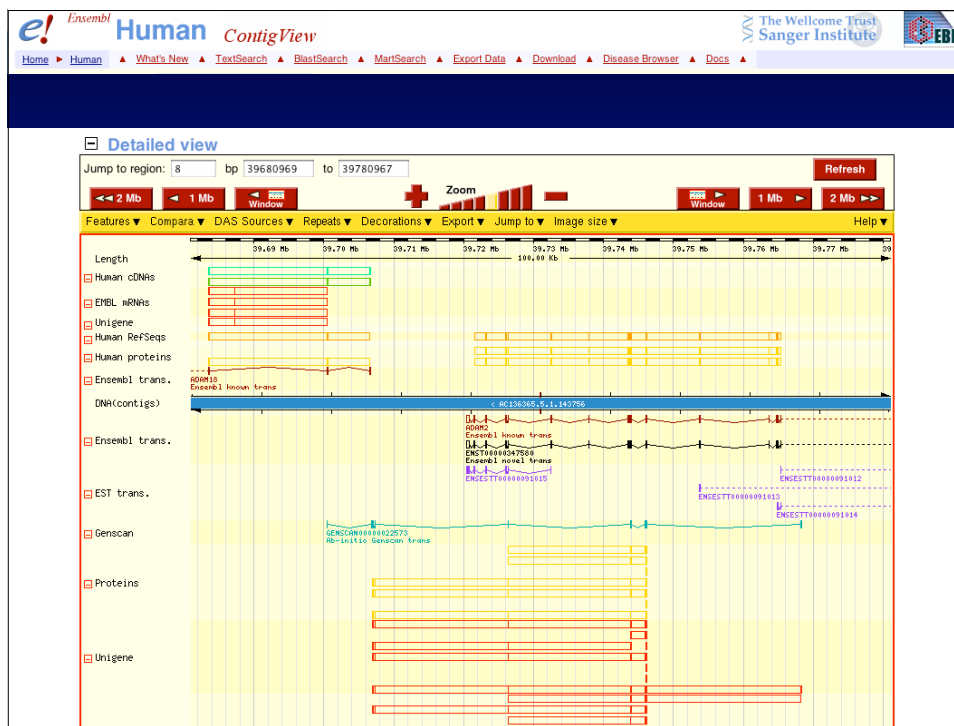 e! Ensembl Human ContigView The Wellcome Trust Sanger Institute EBI
Home Human What's New TextSearch BlastSearch MartSearch Export Data Download Disease Browser Docs
Detailed view
Jump to region: 8 bp 39680969 to 39780967 Refresh
2 Mb 1 Mb Window Zoom Window 1 Mb 2 Mb
Features Compara DAS Sources Repeats Decorations Export Jump to Image size Help
39.69 Mb 39.70 Mb 39.71 Mb 39.72 Mb 39.73 Mb 39.74 Mb 39.75 Mb 39.76 Mb 39.77 Mb 39
Length 100.00 Kb
Human cDNAs
EMBL mRNAs
Unigene
Human RefSeqs
Human proteins
Ensembl trans. ADAM18
Ensembl known trans
DNA(contigs) < AC136365.5.1.143756
ADAM2
Ensembl known trans
Ensembl trans.
ENST00000347580
Ensembl novel trans
ENSESTT00000091015 ENSESTT00000091012
EST trans. ENSESTT00000091013
ENSESTT00000091014
Genscan GENSCAN00000022573
Ab-initio Genscan trans
Proteins
Unigene